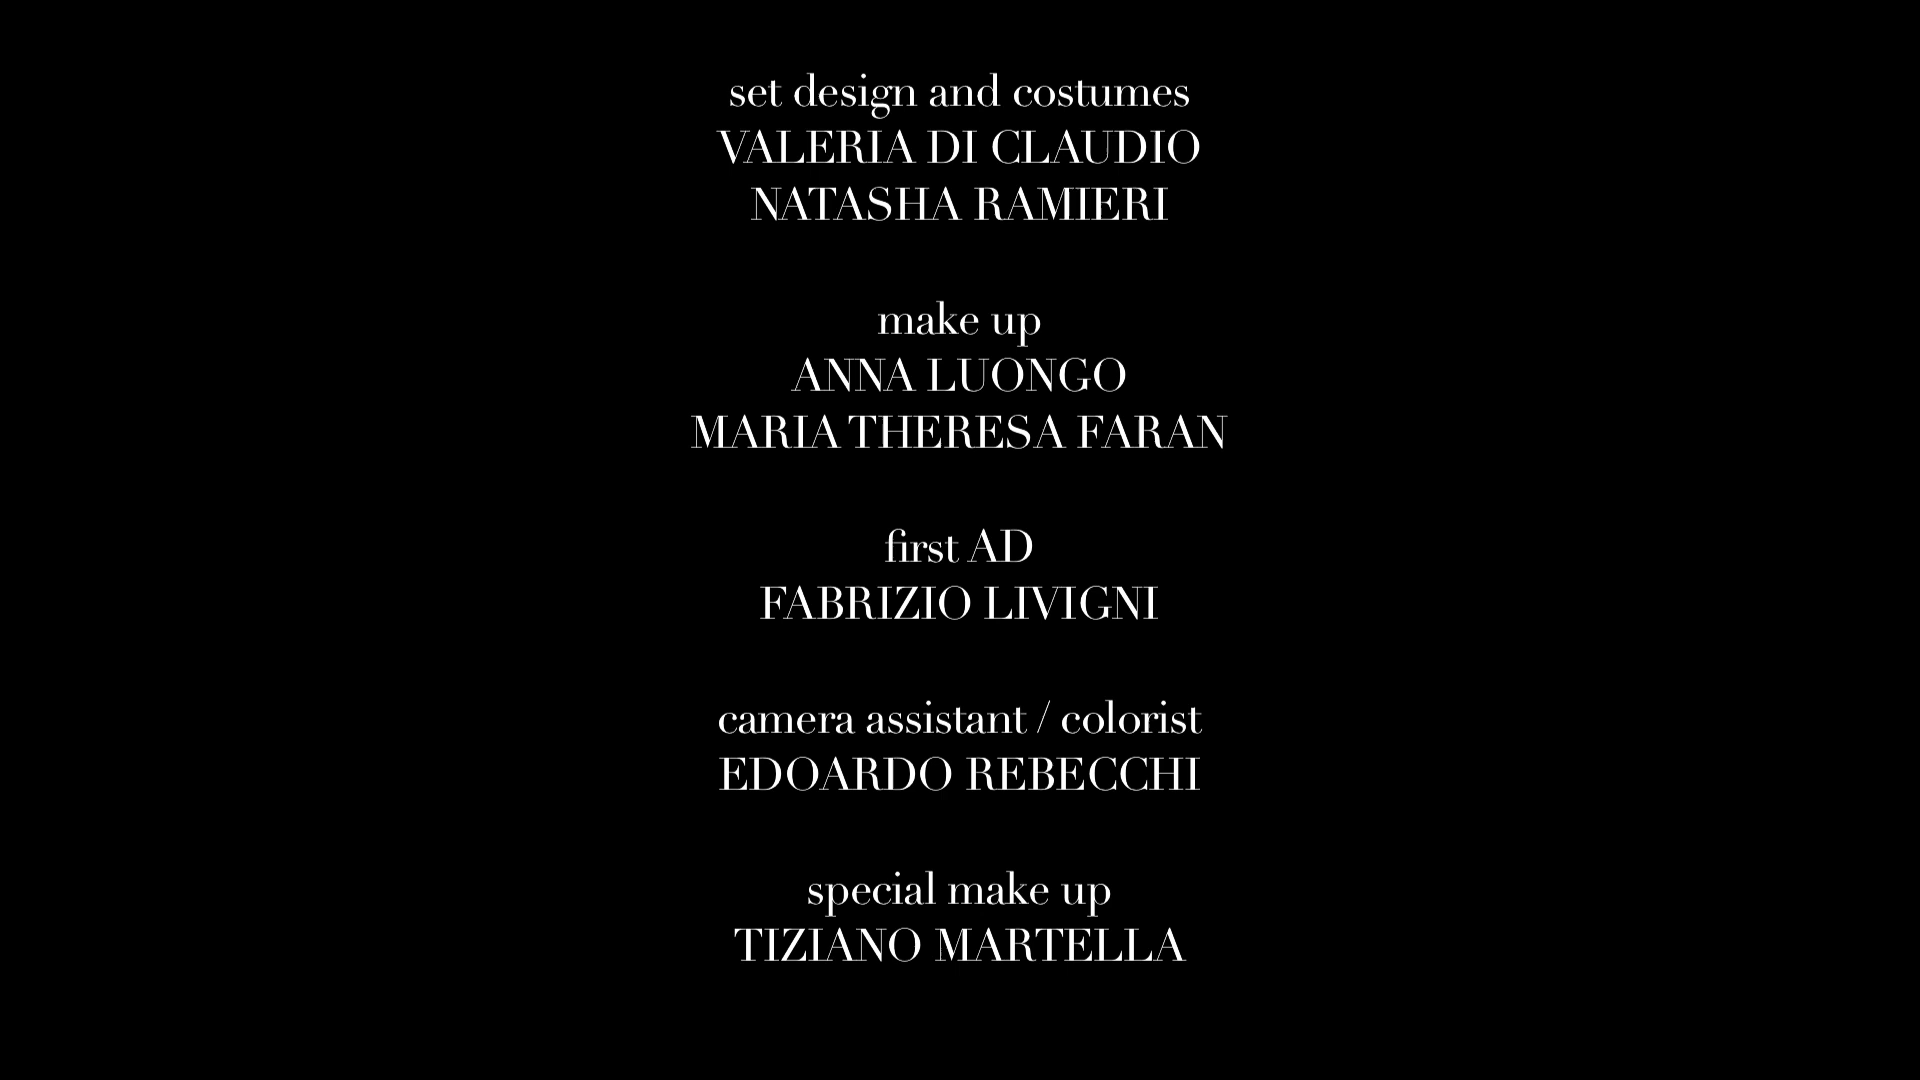 set design and costumes
VALERIA DI CLAUDIO
NATASHA RAMIERI
make up
ANNA LUONGO
MARIA THERESA FARAN
first AD
FABRIZIO LIVIGNI
camera assistant / colorist
EDOARDO REBECCHI
special make up
TIZIANO MARTELLA